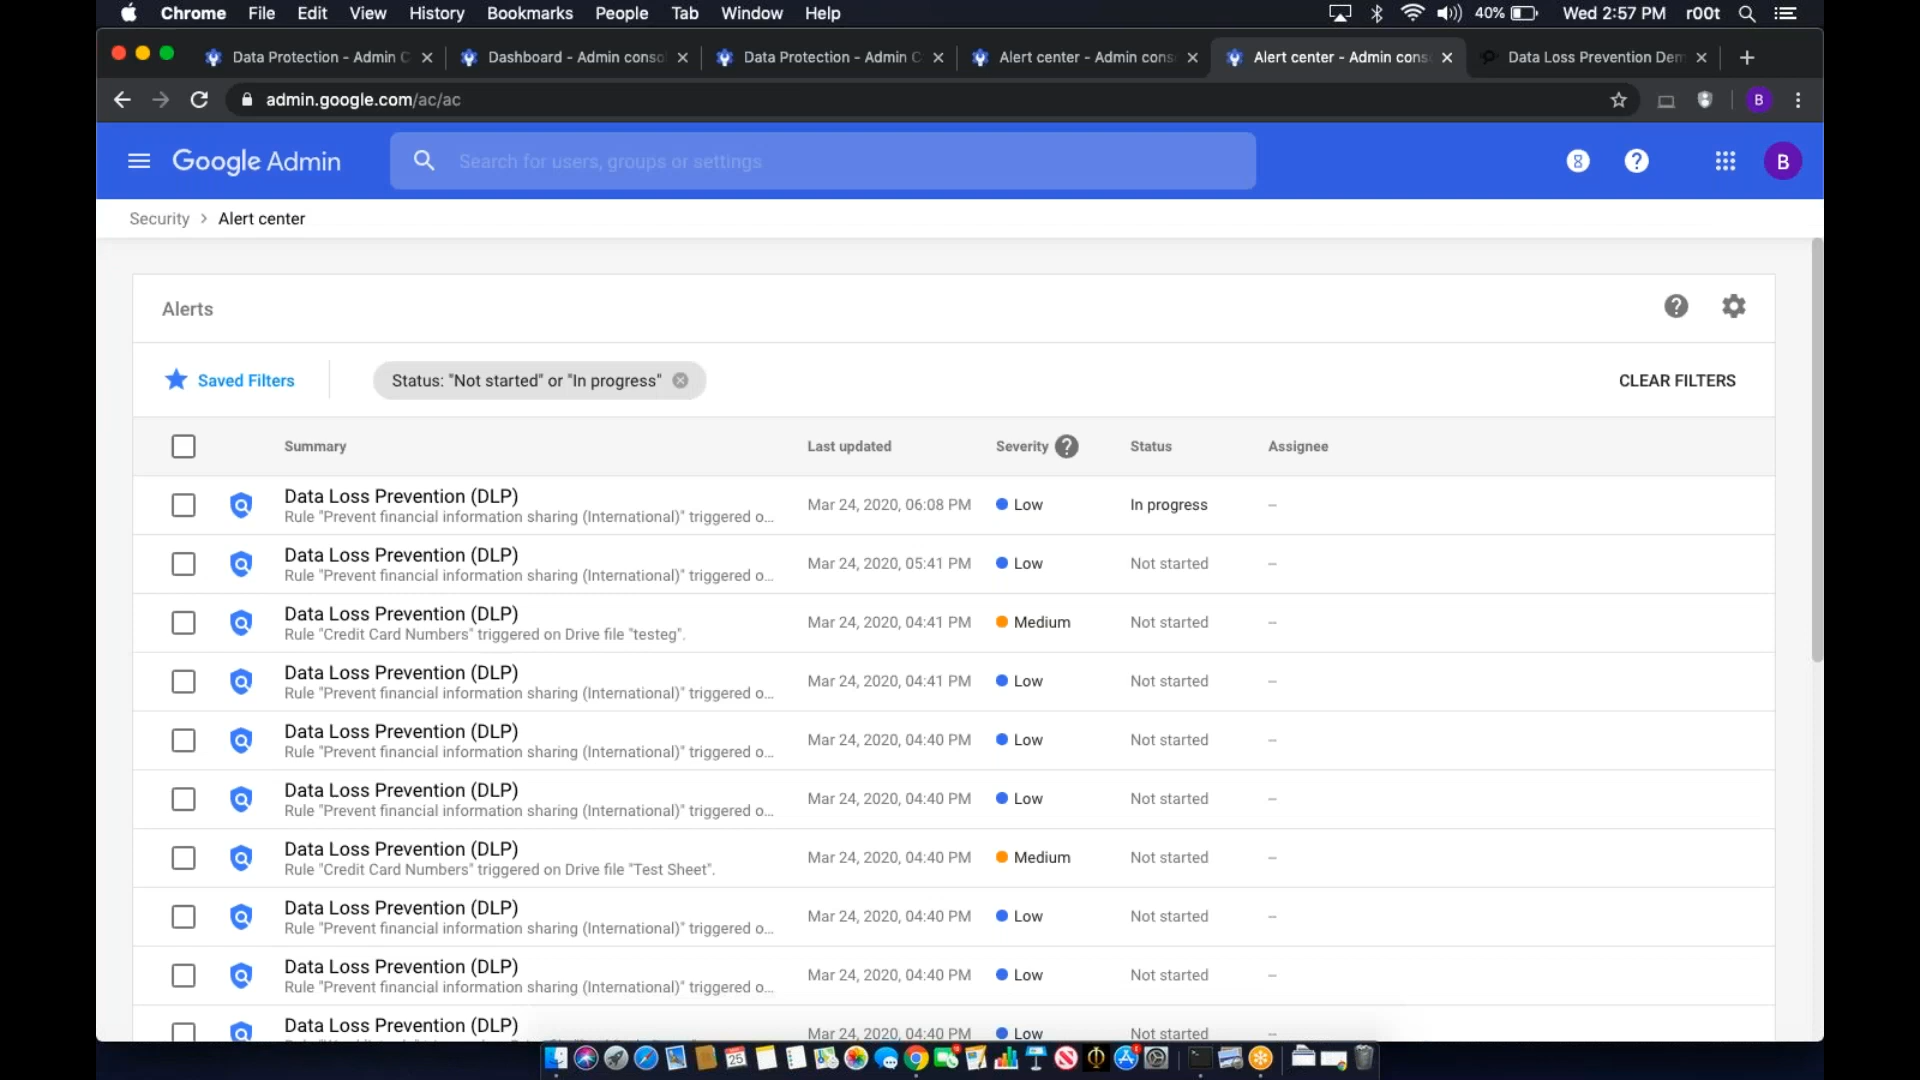 Chrome File Edit View History Bookmarks People Tab Window Help 40% Wed 2:57 PM r00t
Data Protection - Admin C Dashboard - Admin conso Data Protection - Admin C Alert center - Admin cons Alert center - Admin cons Data Loss Prevention Dem
admin.google.com/ac/ac B
Google Admin Search for users, groups or settings 8 ? B
Security > Alert center
Alerts
Saved Filters Status: "Not started" or "In progress" CLEAR FILTERS
Summary Last updated Severity ? Status Assignee
Data Loss Prevention (DLP)
Rule "Prevent financial information sharing (International)" triggered o... Mar 24, 2020, 06:08 PM Low In progress –
Data Loss Prevention (DLP)
Rule "Prevent financial information sharing (International)" triggered o... Mar 24, 2020, 05:41 PM Low Not started –
Data Loss Prevention (DLP)
Rule "Credit Card Numbers" triggered on Drive file "testeg". Mar 24, 2020, 04:41 PM Medium Not started –
Data Loss Prevention (DLP)
Rule "Prevent financial information sharing (International)" triggered o... Mar 24, 2020, 04:41 PM Low Not started –
Data Loss Prevention (DLP)
Rule "Prevent financial information sharing (International)" triggered o... Mar 24, 2020, 04:40 PM Low Not started –
Data Loss Prevention (DLP)
Rule "Prevent financial information sharing (International)" triggered o... Mar 24, 2020, 04:40 PM Low Not started –
Data Loss Prevention (DLP)
Rule "Credit Card Numbers" triggered on Drive file "Test Sheet". Mar 24, 2020, 04:40 PM Medium Not started –
Data Loss Prevention (DLP)
Rule "Prevent financial information sharing (International)" triggered o... Mar 24, 2020, 04:40 PM Low Not started –
Data Loss Prevention (DLP)
Rule "Prevent financial information sharing (International)" triggered o... Mar 24, 2020, 04:40 PM Low Not started –
Data Loss Prevention (DLP)
Mar 24, 2020, 04:40 PM Low Not started –
25